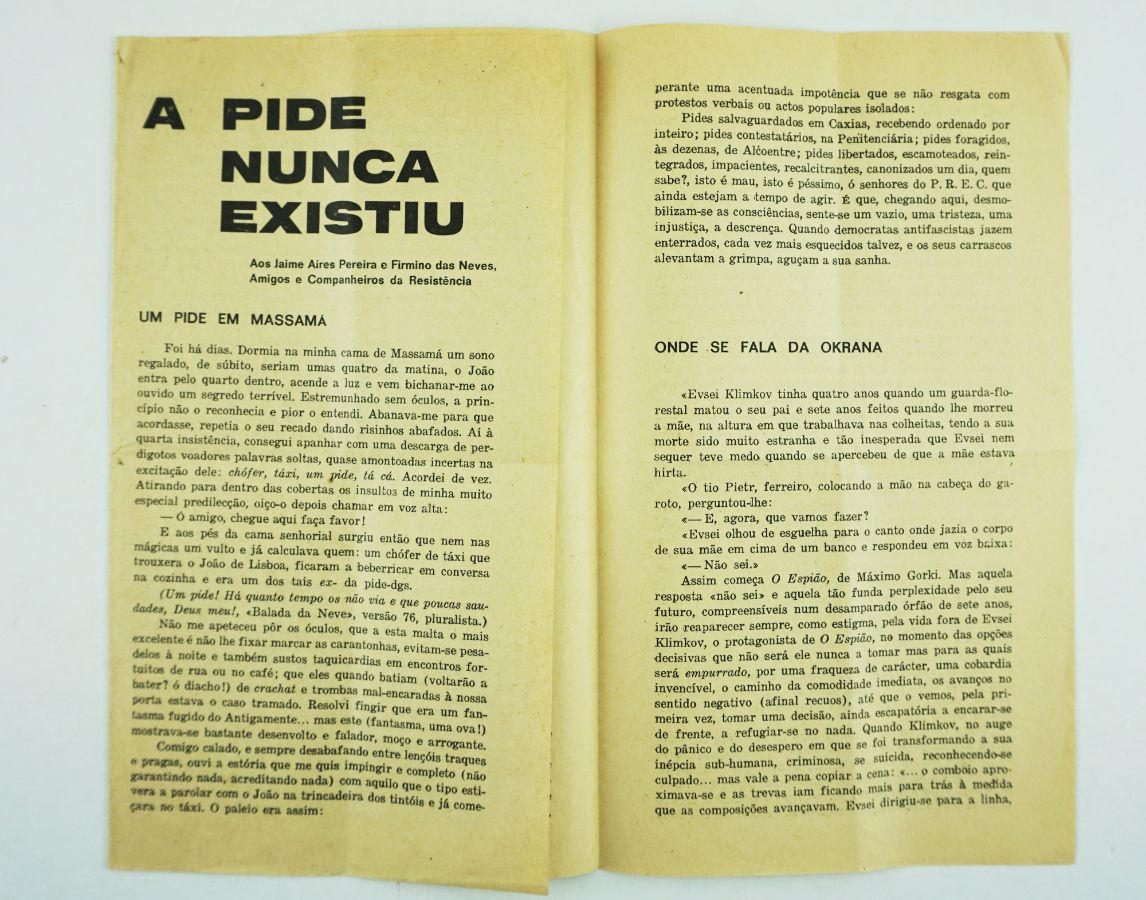 A PIDE
NUNCA
EXISTIU
Aos Jaime Aires Pereira e Firmino das Neves,
Amigos e Companheiros da Resistência
UM PIDE EM MASSAMÁ
Foi há dias. Dormia na minha cama de Massamá um sono
regalado, de súbito, seriam umas quatro da matina, o João
entra pelo quarto dentro, acende a luz e vem bichanar-me ao
ouvido um segredo terrível. Estremunhado sem óculos, a prin-
cípio não o reconhecia e pior o entendi. Abanava-me para que
acordasse, repetia o seu recado dando risinhos abafados. Aí à
quarta insistência, consegui apanhar com uma descarga de per-
digotos voadores palavras soltas, quase amontoadas incertas na
excitação dele: chófer, táxi, um pide, tá cá. Acordei de vez.
Atirando para dentro das cobertas os insultos de minha muito
especial predilecção, oiço-o depois chamar em voz alta:
— Ó amigo, chegue aqui faça favor!
E aos pés da cama senhorial surgiu então que nem nas
mágicas um vulto e já calculava quem: um chófer de táxi que
trouxera o João de Lisboa, ficaram a beberricar em conversa
na cozinha e era um dos tais ex- da pide-dgs.
(Um pide! Há quanto tempo os não via e que poucas sau-
dades, Deus meu!, «Balada da Neve», versão 76, pluralista.)
Não me apeteceu pôr os óculos, que a esta malta o mais
excelente é não lhe fixar marcar as carantonhas, evitam-se pesa-
delos à noite e também sustos taquicardias em encontros for-
tuitos de rua ou no café; que eles quando batiam (voltarão a
bater? ó diacho!) de crachat e trombas mal-encaradas à nossa
porta estava o caso tramado. Resolvi fingir que era um fan-
tasma fugido do Antigamente... mas este (fantasma, uma ova!)
mostrava-se bastante desenvolto e falador, moço e arrogante.
Comigo calado, e sempre desabafando entre lençóis traques
e pragas, ouvi a estória que me quis impingir e completo (não
garantindo nada, acreditando nada) com aquilo que o tipo esti-
vera a parolar com o João na trincadeira dos tintóis e já come-
çara no táxi. O paleio era assim:
perante uma acentuada impotência que se não resgata com
protestos verbais ou actos populares isolados:
Pides salvaguardados em Caxias, recebendo ordenado por
inteiro; pides contestatários, na Penitenciária; pides foragidos,
às dezenas, de Alcoentre; pides libertados, escamoteados, rein-
tegrados, impacientes, recalcitrantes, canonizados um dia, quem
sabe?, isto é mau, isto é péssimo, ó senhores do P. R. E. C. que
ainda estejam a tempo de agir. É que, chegando aqui, desmo-
bilizam-se as consciências, sente-se um vazio, uma tristeza, uma
injustiça, a descrença. Quando democratas antifascistas jazem
enterrados, cada vez mais esquecidos talvez, e os seus carrascos
alevantam a grimpa, aguçam a sua sanha.
ONDE SE FALA DA OKRANA
«Evsei Klimkov tinha quatro anos quando um guarda-flo-
restal matou o seu pai e sete anos feitos quando lhe morreu
a mãe, na altura em que trabalhava nas colheitas, tendo a sua
morte sido muito estranha e tão inesperada que Evsei nem
sequer teve medo quando se apercebeu de que a mãe estava
hirta.
«O tio Pietr, ferreiro, colocando a mão na cabeça do ga-
roto, perguntou-lhe:
«— E, agora, que vamos fazer?
«Evsei olhou de esguelha para o canto onde jazia o corpo
de sua mãe em cima de um banco e respondeu em voz baixa:
«— Não sei.»
Assim começa O Espião, de Máximo Gorki. Mas aquela
resposta «não sei» e aquela tão funda perplexidade pelo seu
futuro, compreensíveis num desamparado órfão de sete anos,
irão reaparecer sempre, como estigma, pela vida fora de Evsei
Klimkov, o protagonista de O Espião, no momento das opções
decisivas que não será ele nunca a tomar mas para as quais
será empurrado, por uma fraqueza de carácter, uma cobardia
invencível, o caminho da comodidade imediata, os avanços no
sentido negativo (afinal recuos), até que o vemos, pela pri-
meira vez, tomar uma decisão, ainda escapatória a encarar-se
de frente, a refugiar-se no nada. Quando Klimkov, no auge
do pânico e do desespero em que se foi transformando a sua
inépcia sub-humana, criminosa, se suicida, reconhecendo-se
culpado... mas vale a pena copiar a cena: «... o comboio apro-
ximava-se e as trevas iam ficando mais para trás à medida
que as composições avançavam. Evsei dirigiu-se para a linha,